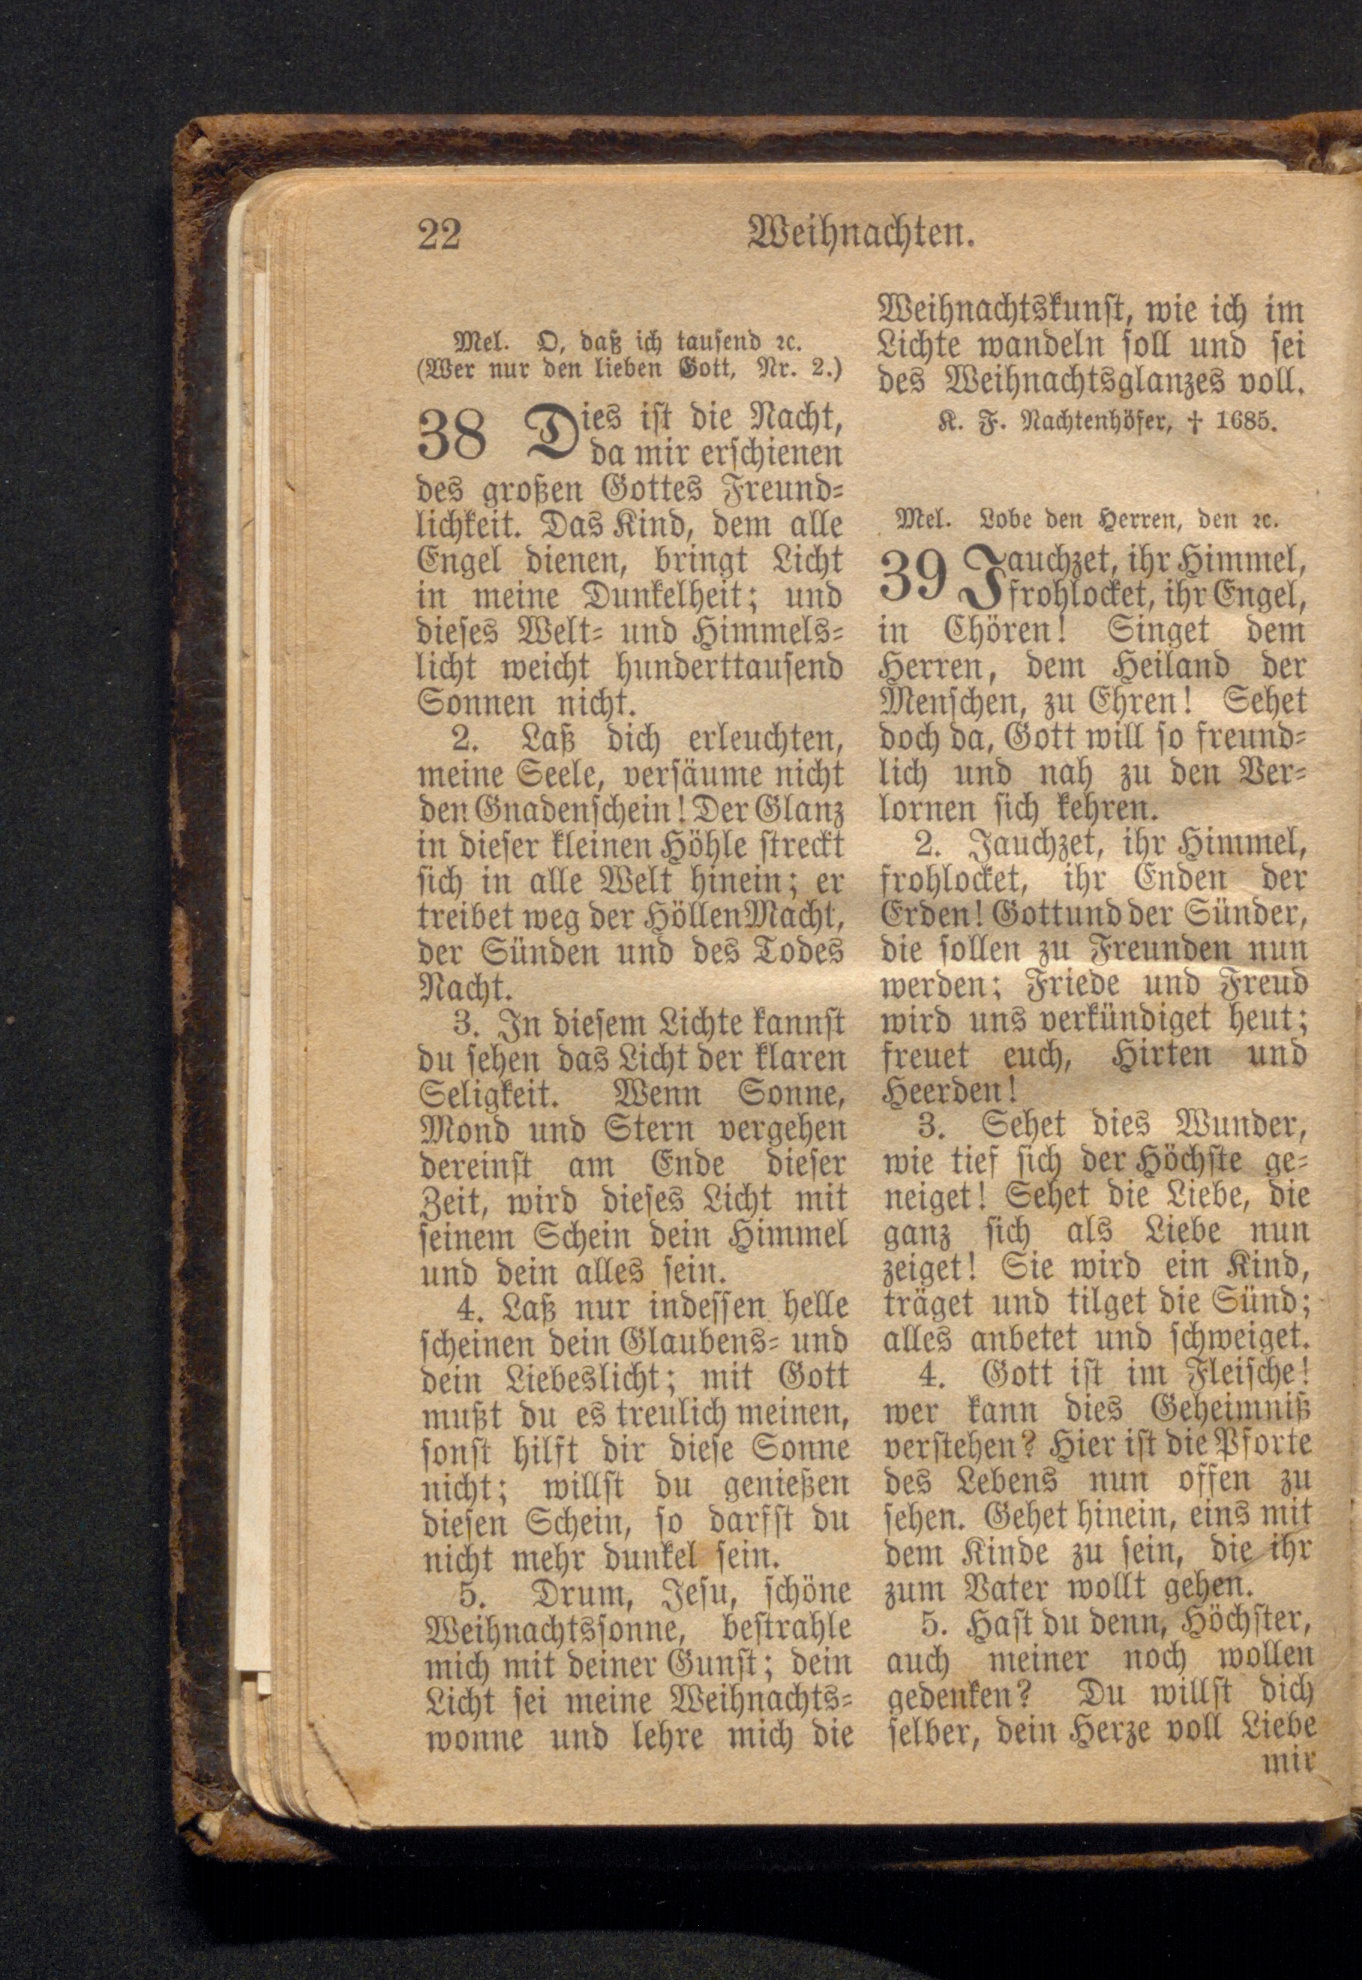 22
Weihnachten.
Mel. O, daß ich tausend ꝛc.
(Wer nur den lieben Gott, Nr. 2.)
38 Dies ist die Nacht,
da mir erschienen
des großen Gottes Freund-
lichkeit. Das Kind, dem alle
Engel dienen, bringt Licht
in meine Dunkelheit; und
dieses Welt- und Himmels-
licht weicht hunderttausend
Sonnen nicht.
2. Laß dich erleuchten,
meine Seele, versäume nicht
den Gnadenschein! Der Glanz
in dieser kleinen Höhle streckt
sich in alle Welt hinein; er
treibet weg der Höllen Macht,
der Sünden und des Todes
Nacht.
3. In diesem Lichte kannst
du sehen das Licht der klaren
Seligkeit. Wenn Sonne,
Mond und Stern vergehen
dereinst am Ende dieser
Zeit, wird dieses Licht mit
seinem Schein dein Himmel
und dein alles sein.
4. Laß nur indessen helle
scheinen dein Glaubens- und
dein Liebeslicht; mit Gott
mußt du es treulich meinen,
sonst hilft dir diese Sonne
nicht; willst du genießen
diesen Schein, so darfst du
nicht mehr dunkel sein.
5. Drum, Jesu, schöne
Weihnachtssonne, bestrahle
mich mit deiner Gunst; dein
Licht sei meine Weihnachts-
wonne und lehre mich die
Weihnachtskunst, wie ich im
Lichte wandeln soll und sei
des Weihnachtsglanzes voll.
K. F. Nachtenhöfer, † 1685.
Mel. Lobe den Herren, den ꝛc.
39 Jauchzet, ihr Himmel,
frohlocket, ihr Engel,
in Chören! Singet dem
Herren, dem Heiland der
Menschen, zu Ehren! Sehet
doch da, Gott will so freund-
lich und nah zu den Ver-
lornen sich kehren.
2. Jauchzet, ihr Himmel,
frohlocket, ihr Enden der
Erden! Gott und der Sünder,
die sollen zu Freunden nun
werden; Friede und Freud
wird uns verkündiget heut;
freuet euch, Hirten und
Heerden!
3. Sehet dies Wunder,
wie tief sich der Höchste ge-
neiget! Sehet die Liebe, die
ganz sich als Liebe nun
zeiget! Sie wird ein Kind,
träget und tilget die Sünd;
alles anbetet und schweiget.
4. Gott ist im Fleische!
wer kann dies Geheimniß
verstehen? Hier ist die Pforte
des Lebens nun offen zu
sehen. Gehet hinein, eins mit
dem Kinde zu sein, die ihr
zum Vater wollt gehen.
5. Hast du denn, Höchster,
auch meiner noch wollen
gedenken? Du willst dich
selber, dein Herze voll Liebe
mir